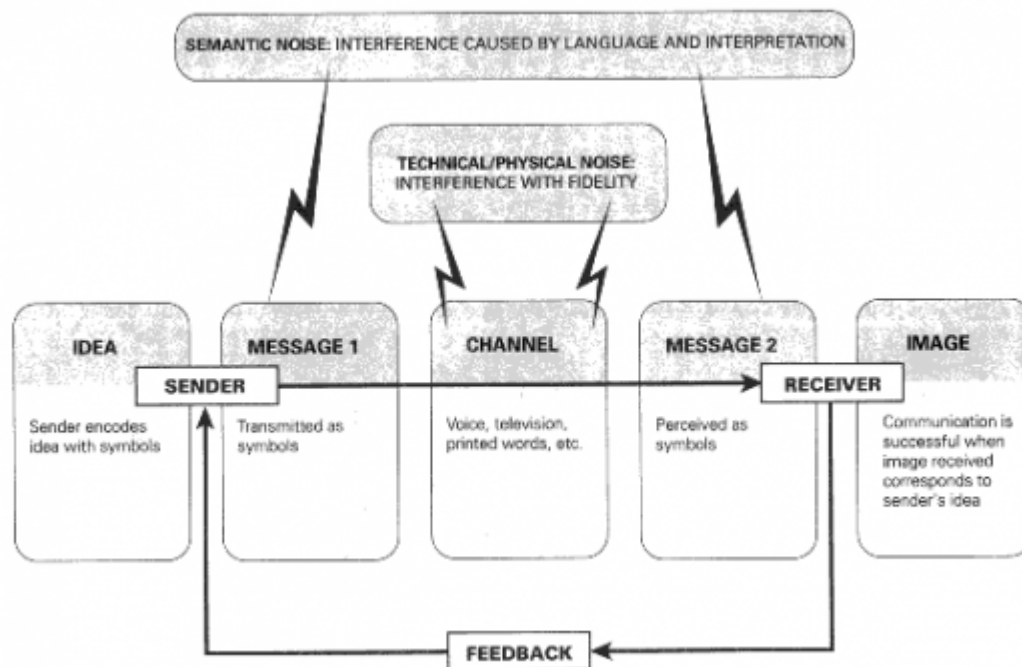 SEMANTIC NOISE: INTERFERENCE CAUSED BY LANGUAGE AND INTERPRETATION
TECHNICAL/PHYSICAL NOISE:
INTERFERENCE WITH FIDELITY
IDEA
MESSAGE 1
CHANNEL
MESSAGE 2
IMAGE
SENDER
RECEIVER
Sender encodes
idea with symbols
Transmitted as
symbols
Voice, television,
printed words, etc.
Perceived as
symbols
Communication is
successful when
image received
corresponds to
sender's idea
FEEDBACK